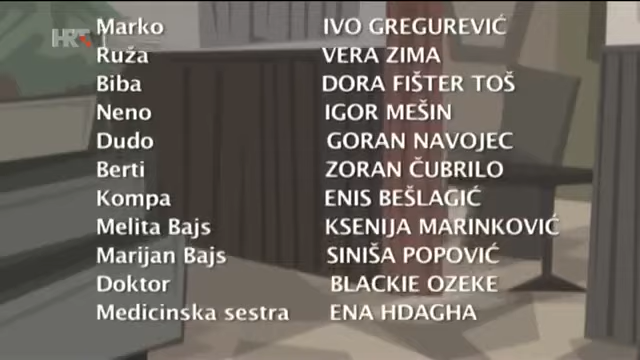 Marko IVO GREGUREVIĆ
HRT
Ruža VERA ZIMA
Biba DORA FIŠTER TOŠ
Neno IGOR MEŠIN
Dudo GORAN NAVOJEC
Berti ZORAN ČUBRILO
Kompa ENIS BEŠLAGIĆ
Melita Bajs KSENIJA MARINKOVIĆ
Marijan Bajs SINIŠA POPOVIĆ
Doktor BLACKIE OZEKE
Medicinska sestra ENA HDAGHA